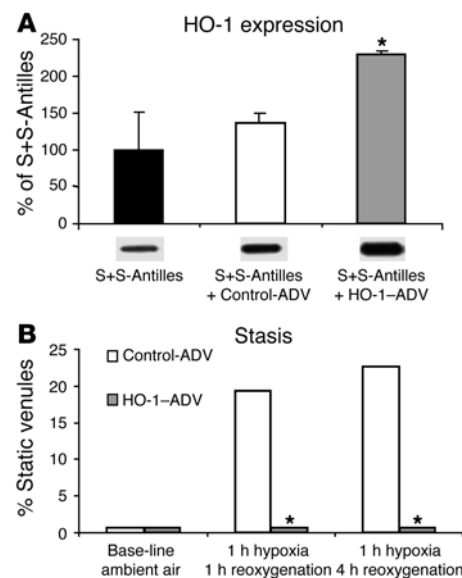 A
HO-1 expression
% of S+S-Antilles
250
200
150
100
50
0
*
S+S-Antilles
S+S-Antilles
+ Control-ADV
S+S-Antilles
+ HO-1–ADV
B
Stasis
% Static venules
25
20
15
10
5
0
Control-ADV
HO-1–ADV
*
*
Base-line
ambient air
1 h hypoxia
1 h reoxygenation
1 h hypoxia
4 h reoxygenation